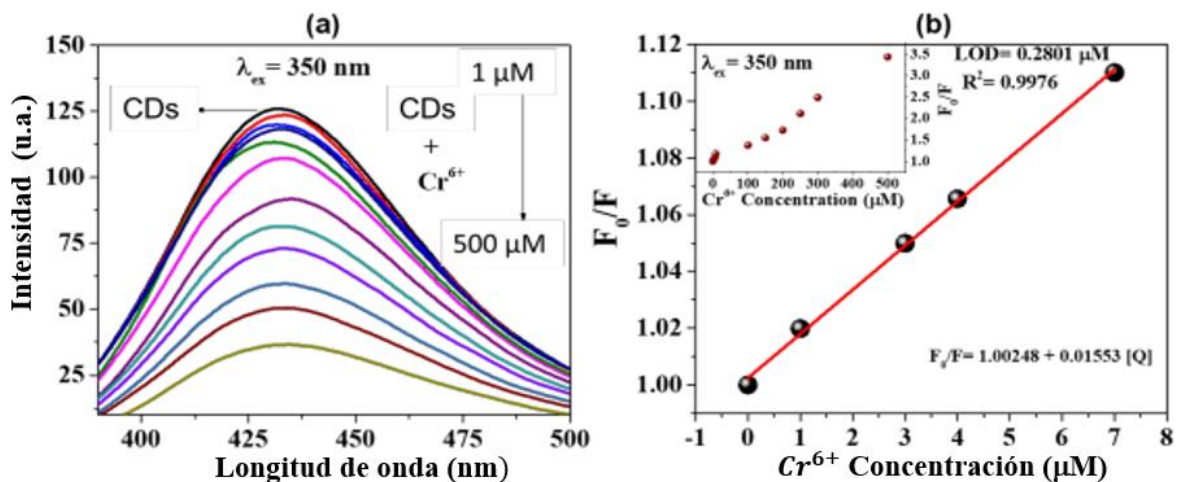 (a)
150
125
100
75
50
25
400
425
450
475
500
Intensidad (u.a.)
Longitud de onda (nm)
λex = 350 nm
CDs
CDs
+
Cr⁶⁺
1 µM
500 µM
(b)
1.12
1.10
1.08
1.06
1.04
1.02
1.00
-1 0 1 2 3 4 5 6 7 8
F₀/F
Cr⁶⁺ Concentración (µM)
λex = 350 nm
3.5
3.0
2.5
2.0
1.5
1.0
F₀/F
0 100 200 300 400 500
Cr⁶⁺ Concentration (µM)
LOD= 0.2801 µM
R²= 0.9976
F₀/F= 1.00248 + 0.01553 [Q]